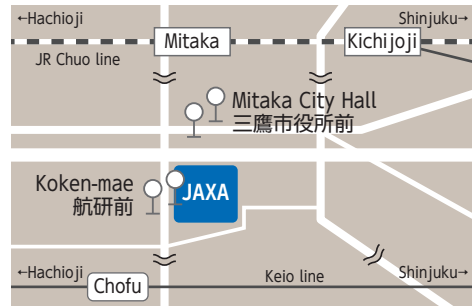 ←Hachioji
Shinjuku→
Mitaka
Kichijoji
JR Chuo line
Mitaka City Hall
三鷹市役所前
Koken-mae
航研前
JAXA
←Hachioji
Keio line
Shinjuku→
Chofu